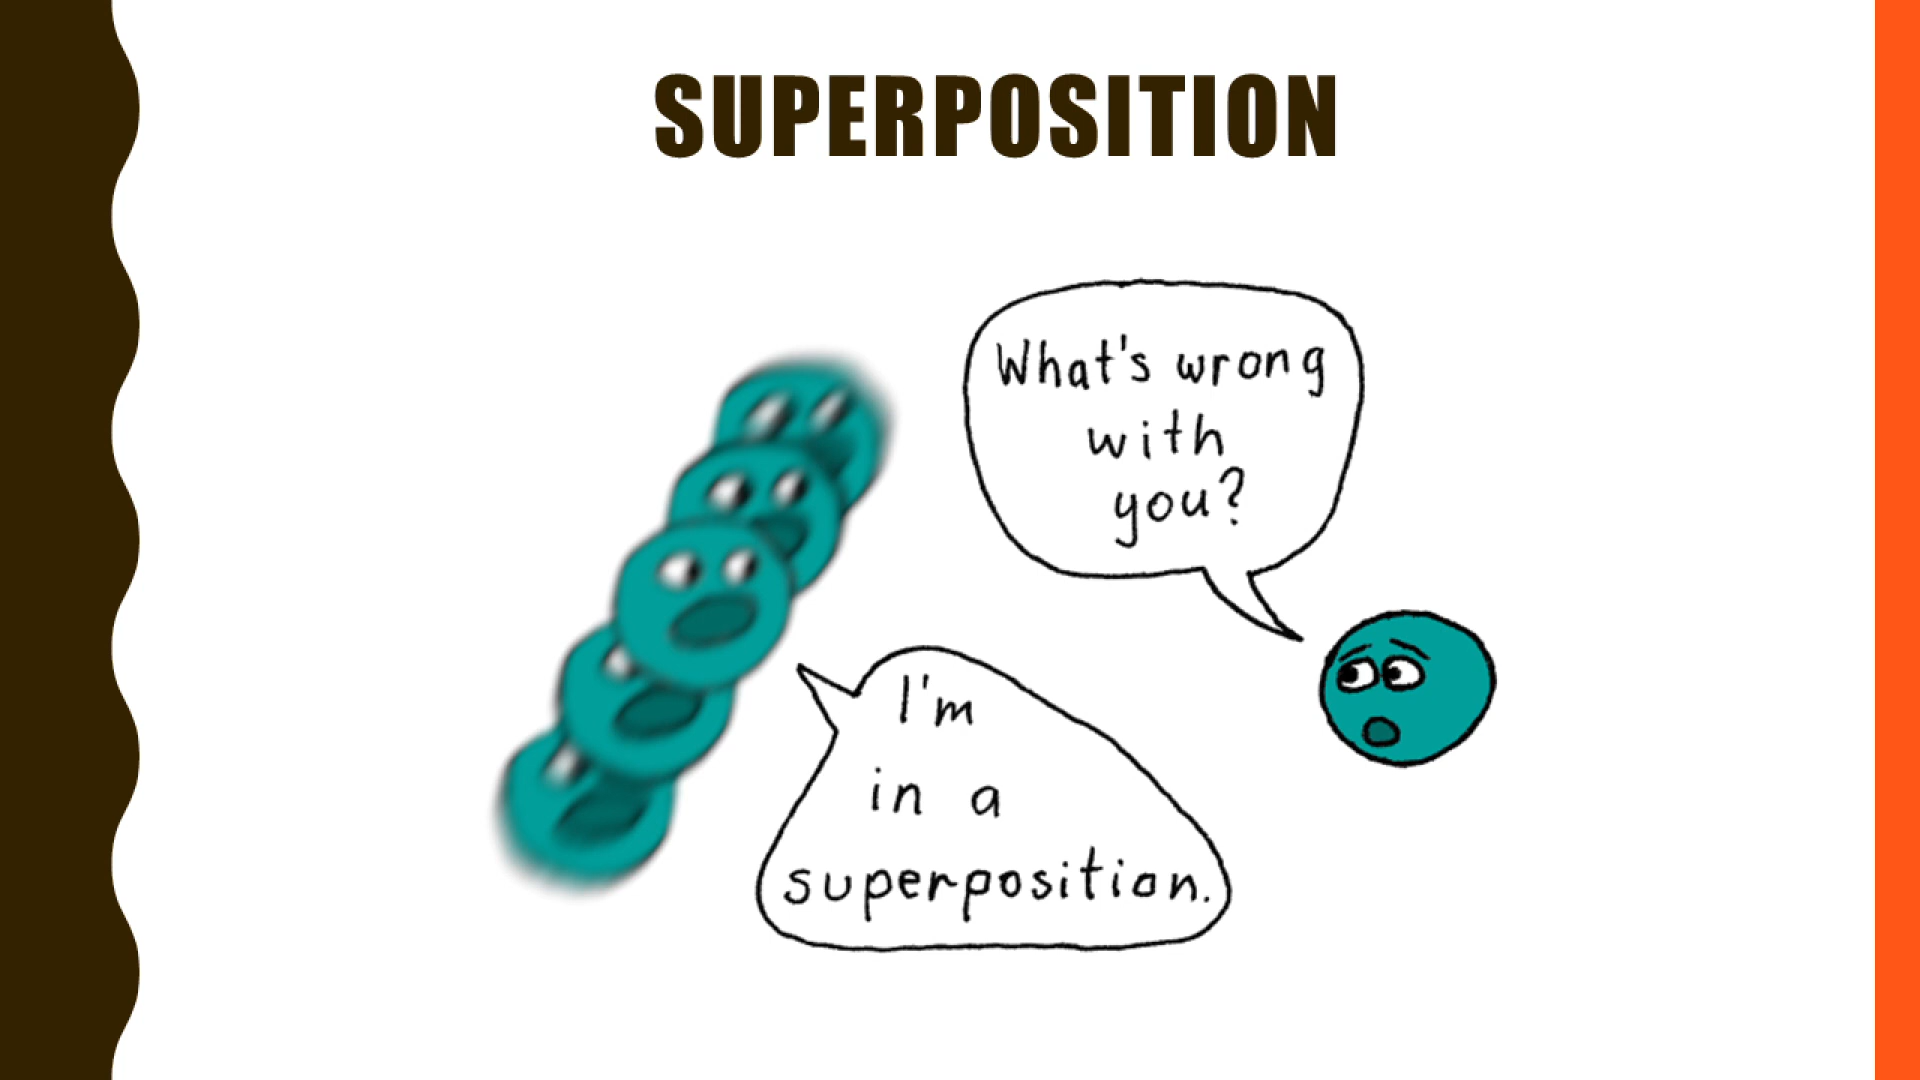 SUPERPOSITION
What's wrong
with
you?
I'm
in a
superposition.